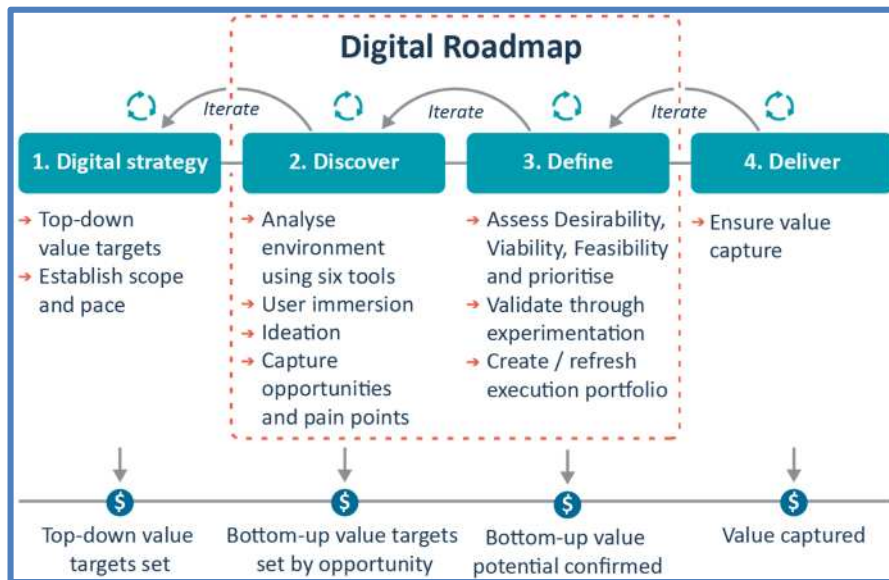 Digital Roadmap
Iterate
Iterate
Iterate
1. Digital strategy
2. Discover
3. Define
4. Deliver
→ Top-down
value targets
→ Establish scope
and pace
→ Analyse
environment
using six tools
→ User immersion
→ Ideation
→ Capture
opportunities
and pain points
→ Assess Desirability,
Viability, Feasibility
and prioritise
→ Validate through
experimentation
→ Create / refresh
execution portfolio
→ Ensure value
capture
$
$
$
$
Top-down value
targets set
Bottom-up value targets
set by opportunity
Bottom-up value
potential confirmed
Value captured